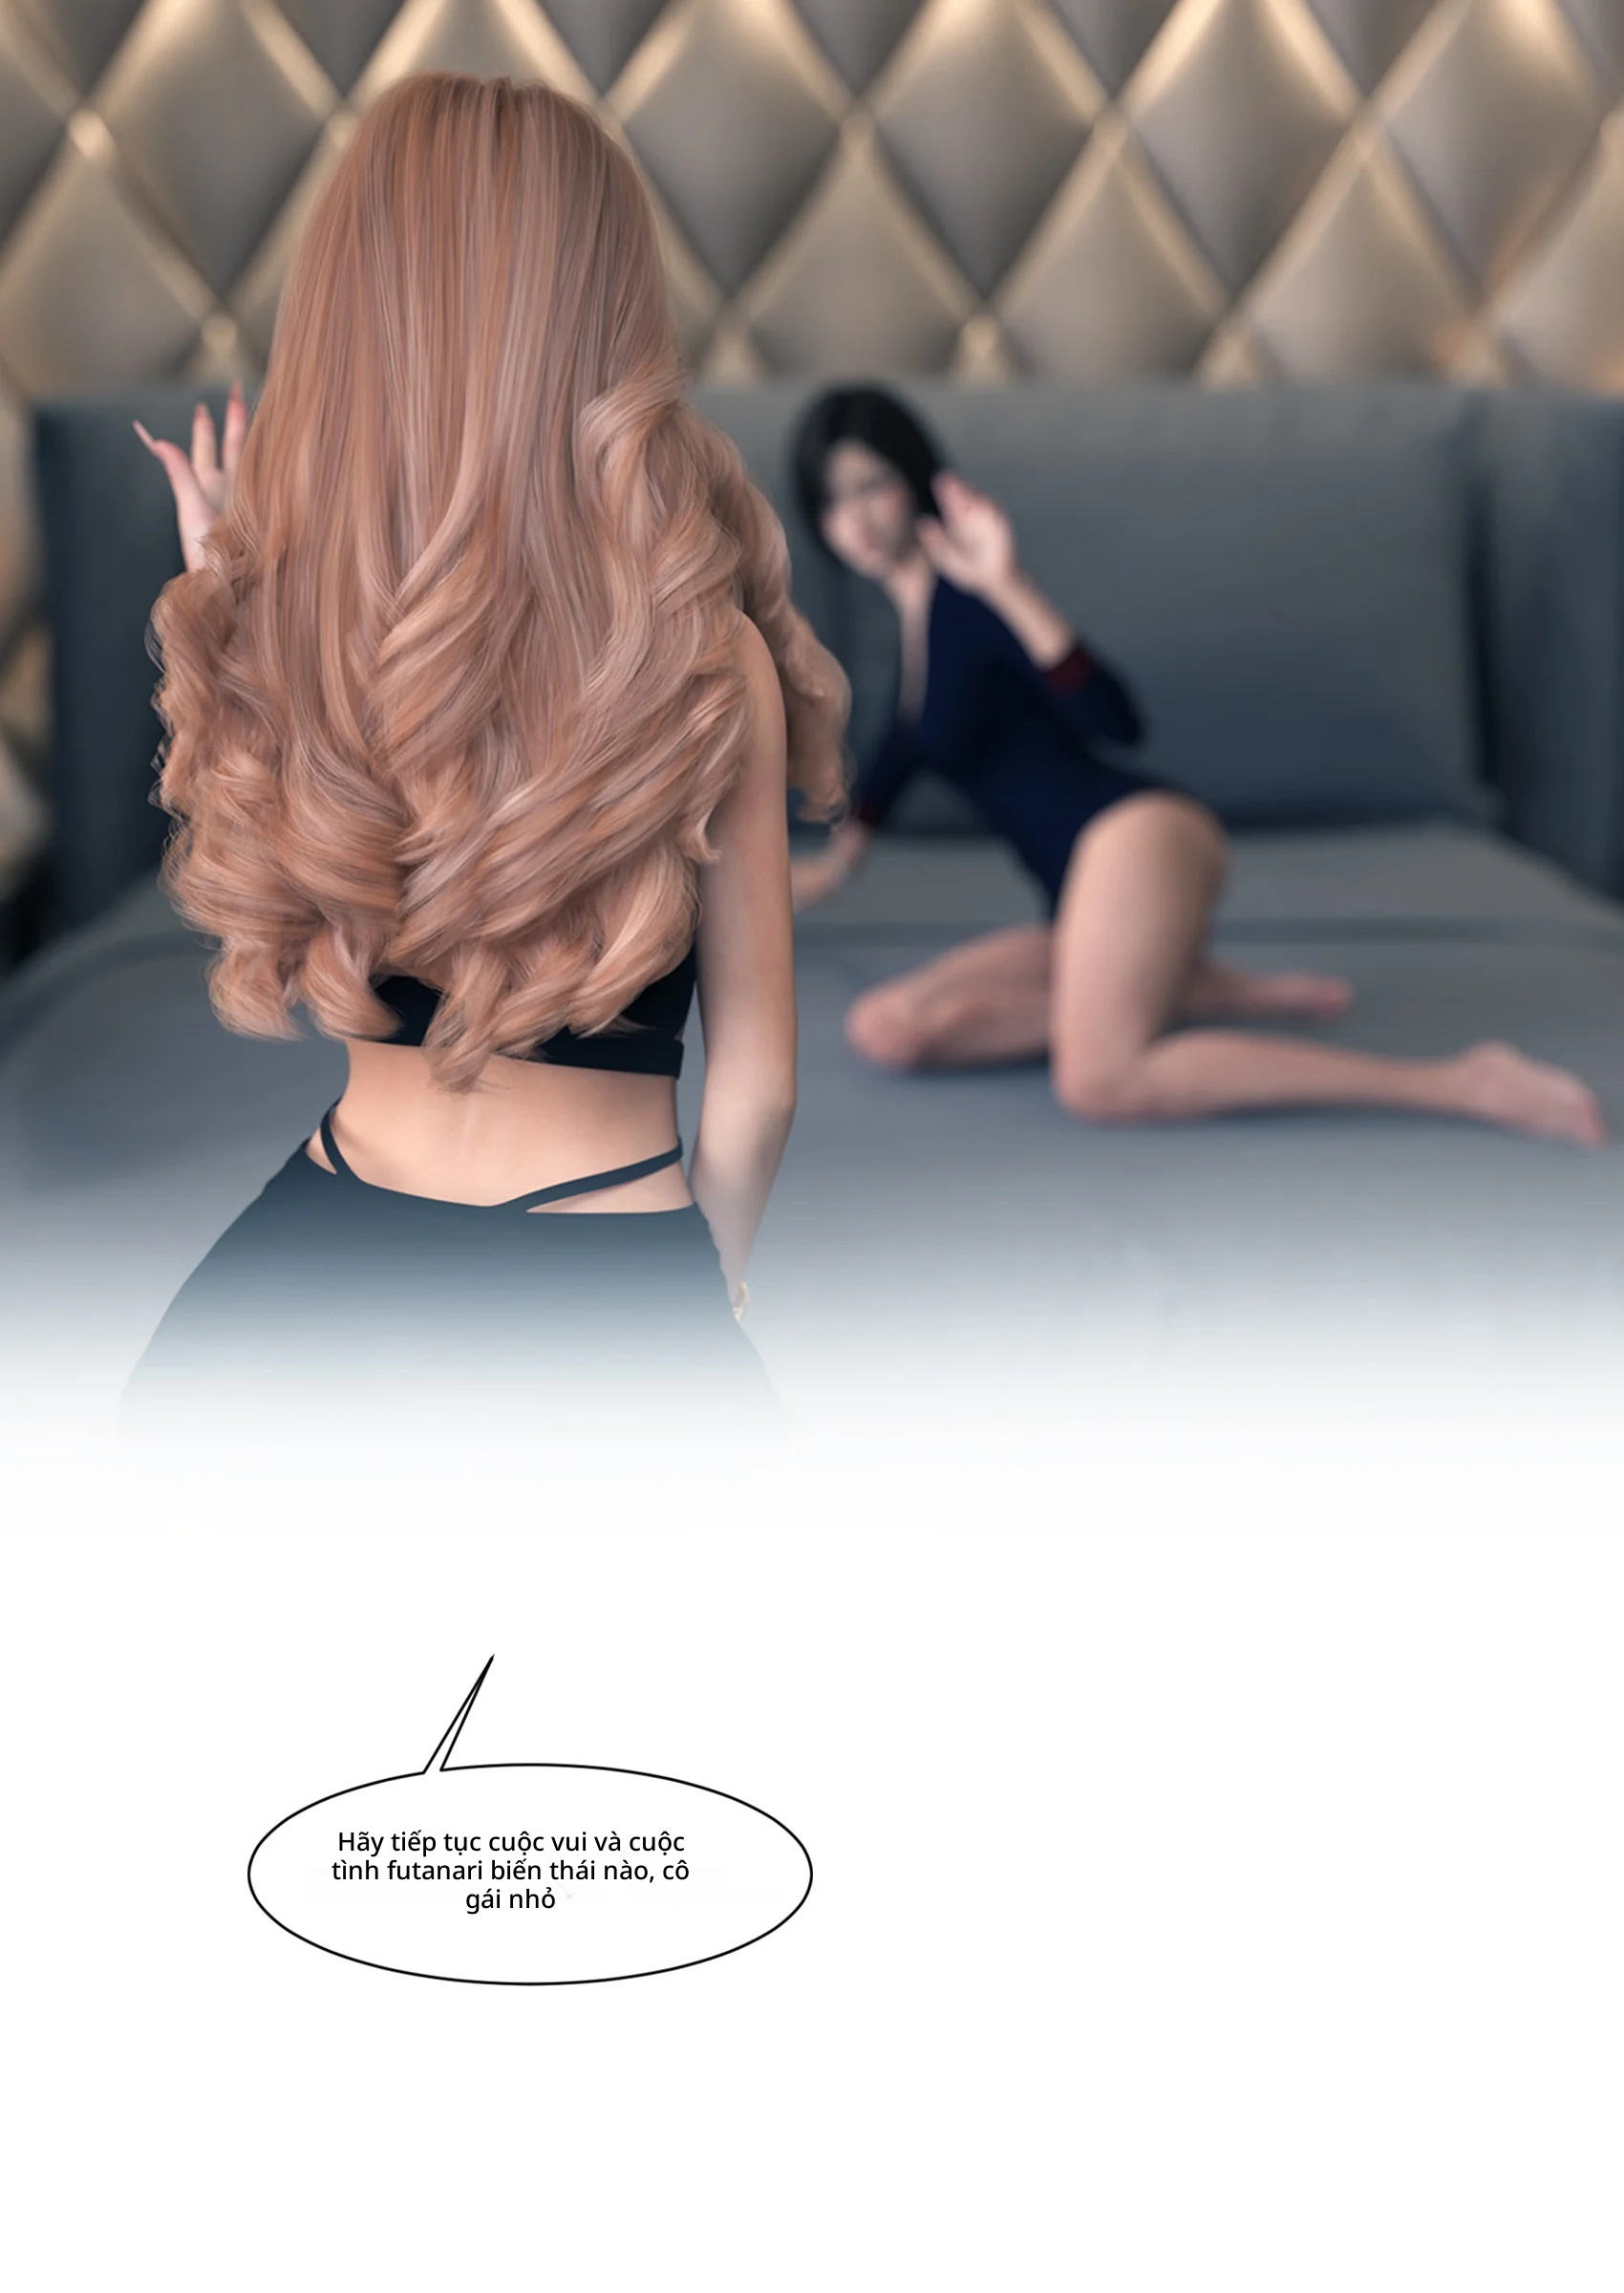 Hãy tiếp tục cuộc vui và cuộc
tình futanari biến thái nào, cô
gái nhỏ